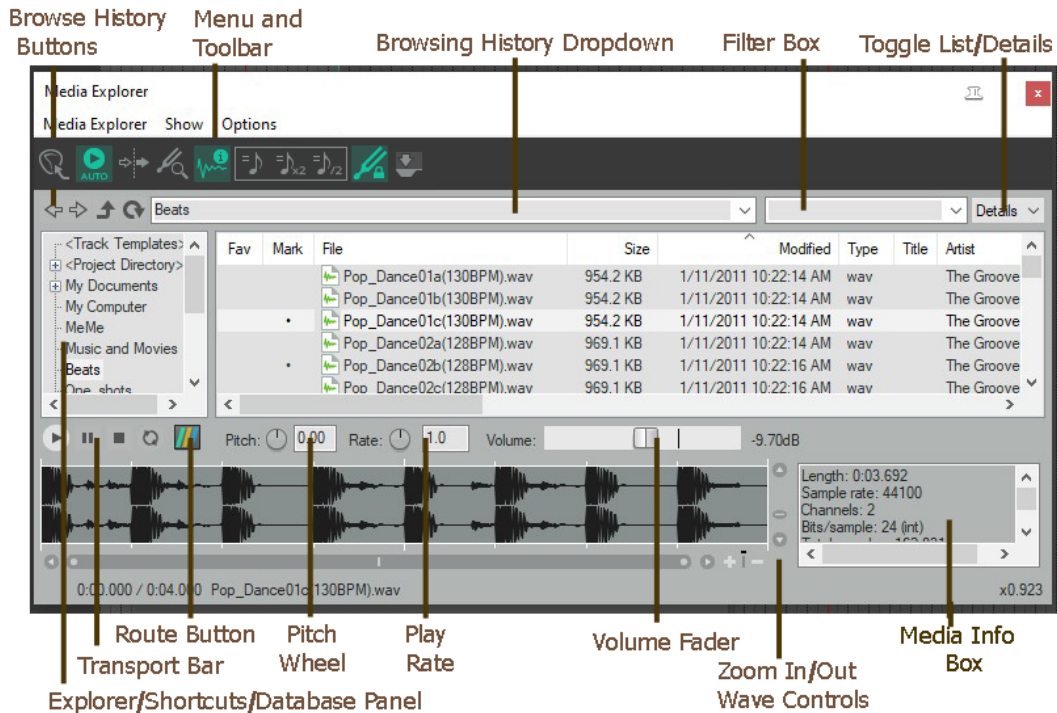 Browse History Buttons
Menu and Toolbar
Browsing History Dropdown
Filter Box
Toggle List/Details
Media Explorer
Media Explorer Show Options
AUTO
x2
/2
Beats
Details
<Track Templates>
<Project Directory>
My Documents
My Computer
MeMe
Music and Movies
Beats
One_shots
Fav Mark File Size Modified Type Title Artist
Pop_Dance01a(130BPM).wav 954.2 KB 1/11/2011 10:22:14 AM wav The Groove
Pop_Dance01b(130BPM).wav 954.2 KB 1/11/2011 10:22:14 AM wav The Groove
• Pop_Dance01c(130BPM).wav 954.2 KB 1/11/2011 10:22:14 AM wav The Groove
Pop_Dance02a(128BPM).wav 969.1 KB 1/11/2011 10:22:14 AM wav The Groove
• Pop_Dance02b(128BPM).wav 969.1 KB 1/11/2011 10:22:16 AM wav The Groove
Pop_Dance02c(128BPM).wav 969.1 KB 1/11/2011 10:22:16 AM wav The Groove
Pitch: 0.00 Rate: 1.0 Volume: -9.70dB
Length: 0:03.692
Sample rate: 44100
Channels: 2
Bits/sample: 24 (int)
0:00.000 / 0:04.000 Pop_Dance01c(130BPM).wav x0.923
Route Button
Transport Bar
Explorer/Shortcuts/Database Panel
Pitch Wheel
Play Rate
Volume Fader
Zoom In/Out Wave Controls
Media Info Box